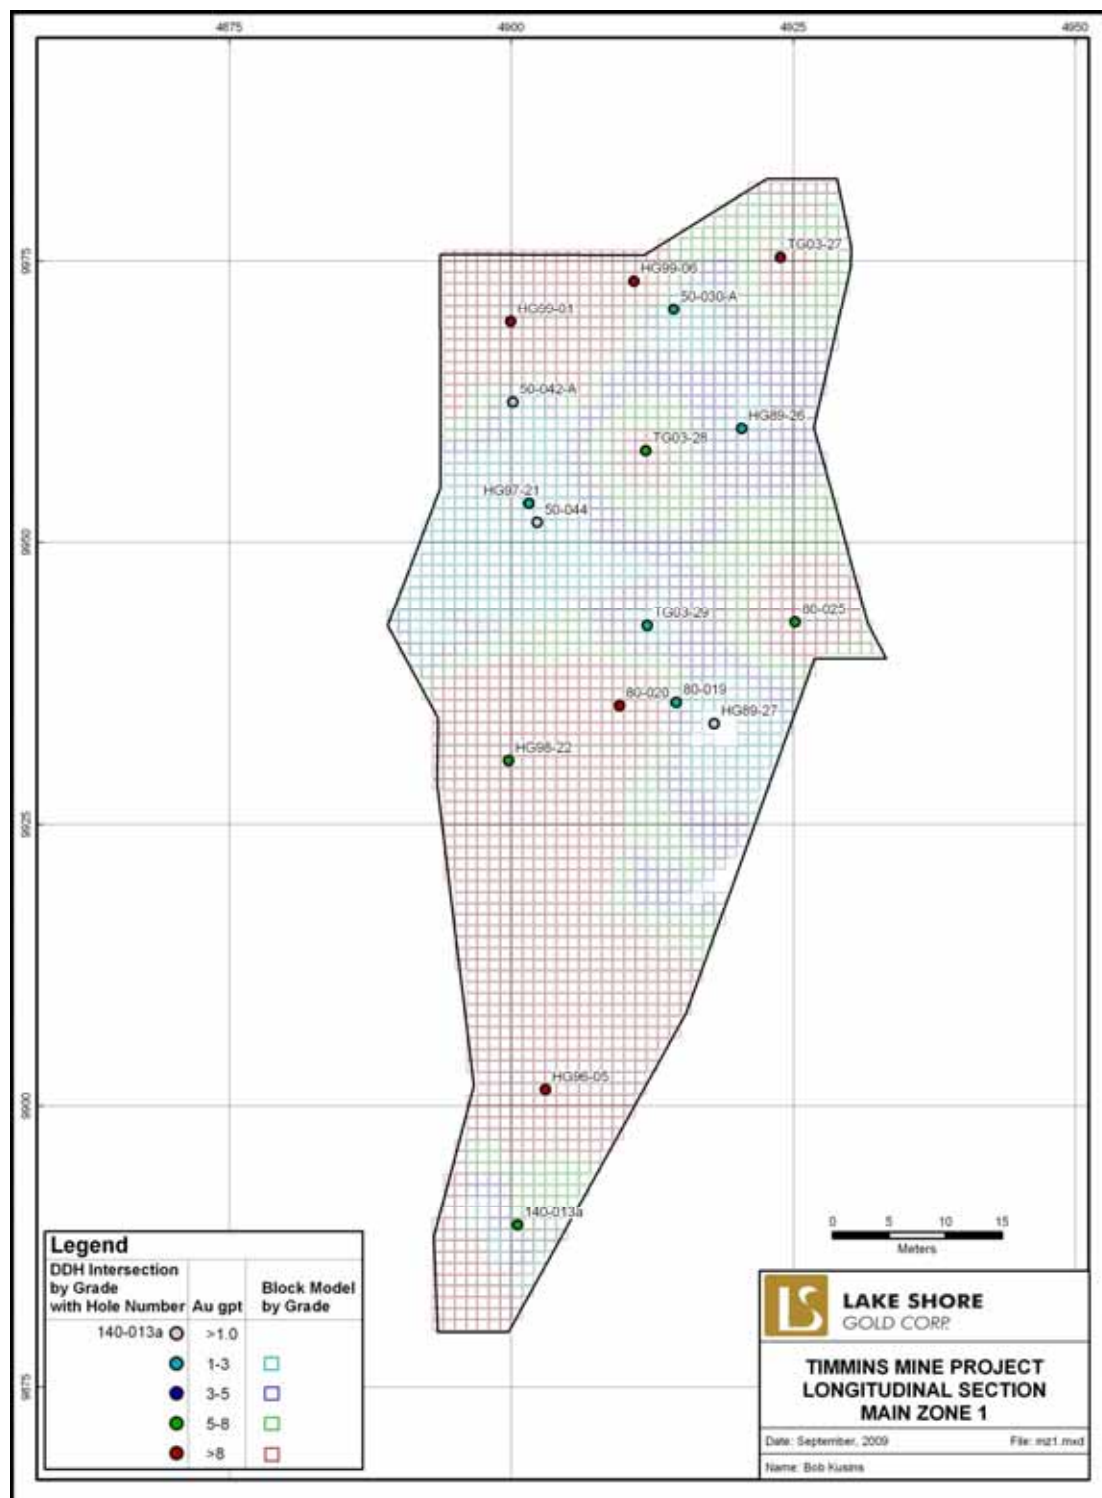 4875 4900 4925 4950
TG03-27
9975
HG99-06
50-030-A
HG99-01
50-042-A
HG89-26
TG03-28
HG97-21
50-044
9950
TG03-29
80-025
80-020
80-019
HG89-27
HG98-22
9925
HG96-05
9900
140-013a
0 5 10 15
Meters
9875
Legend
DDH Intersection
by Grade
with Hole Number
Au gpt
Block Model
by Grade
140-013a >1.0
1-3
3-5
5-8
>8
LS
LAKE SHORE
GOLD CORP.
TIMMINS MINE PROJECT
LONGITUDINAL SECTION
MAIN ZONE 1
Date: September, 2009 File: mz1.mxd
Name: Bob Kusins